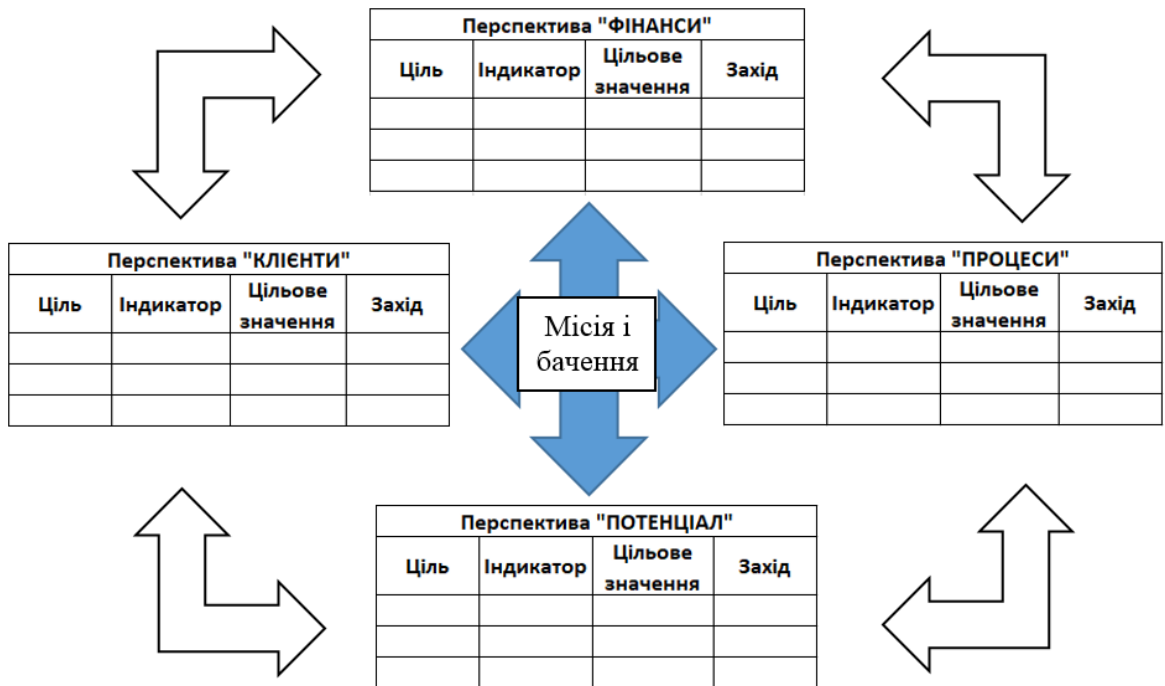 Перспектива "ФІНАНСИ"
Ціль Індикатор Цільове значення Захід
Перспектива "КЛІЄНТИ"
Ціль Індикатор Цільове значення Захід
Місія і
бачення
Перспектива "ПРОЦЕСИ"
Ціль Індикатор Цільове значення Захід
Перспектива "ПОТЕНЦІАЛ"
Ціль Індикатор Цільове значення Захід